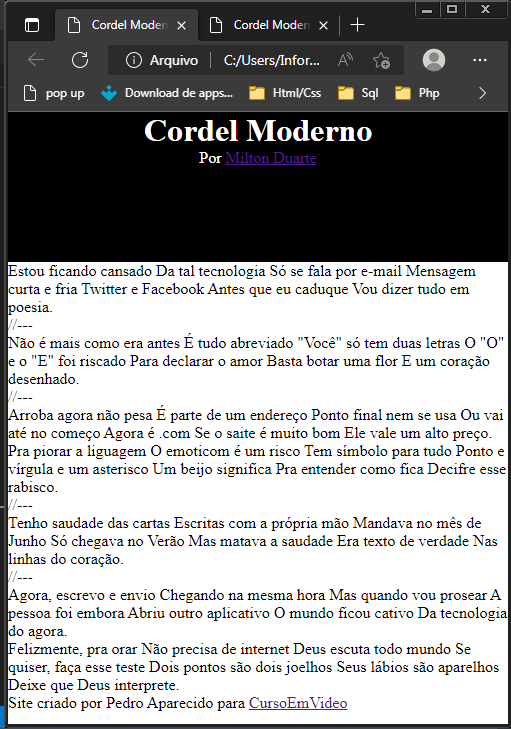 Cordel Modern
Cordel Modern
Arquivo
C:/Users/Infor...
pop up
Download de apps...
Html/Css
Sql
Php
Cordel Moderno
Por Milton Duarte
Estou ficando cansado Da tal tecnologia Só se fala por e-mail Mensagem
curta e fria Twitter e Facebook Antes que eu caduque Vou dizer tudo em
poesia.
//---
Não é mais como era antes É tudo abreviado "Você" só tem duas letras O "O"
e o "E" foi riscado Para declarar o amor Basta botar uma flor E um coração
desenhado.
//---
Arroba agora não pesa É parte de um endereço Ponto final nem se usa Ou vai
até no começo Agora é .com Se o saite é muito bom Ele vale um alto preço.
Pra piorar a liguagem O emoticom é um risco Tem símbolo para tudo Ponto e
vírgula e um asterisco Um beijo significa Pra entender como fica Decifre esse
rabisco.
//---
Tenho saudade das cartas Escritas com a própria mão Mandava no mês de
Junho Só chegava no Verão Mas matava a saudade Era texto de verdade Nas
linhas do coração.
//---
Agora, escrevo e envio Chegando na mesma hora Mas quando vou prosear A
pessoa foi embora Abriu outro aplicativo O mundo ficou cativo Da tecnologia
do agora.
Felizmente, pra orar Não precisa de internet Deus escuta todo mundo Se
quiser, faça esse teste Dois pontos são dois joelhos Seus lábios são aparelhos
Deixe que Deus interprete.
Site criado por Pedro Aparecido para CursoEmVideo